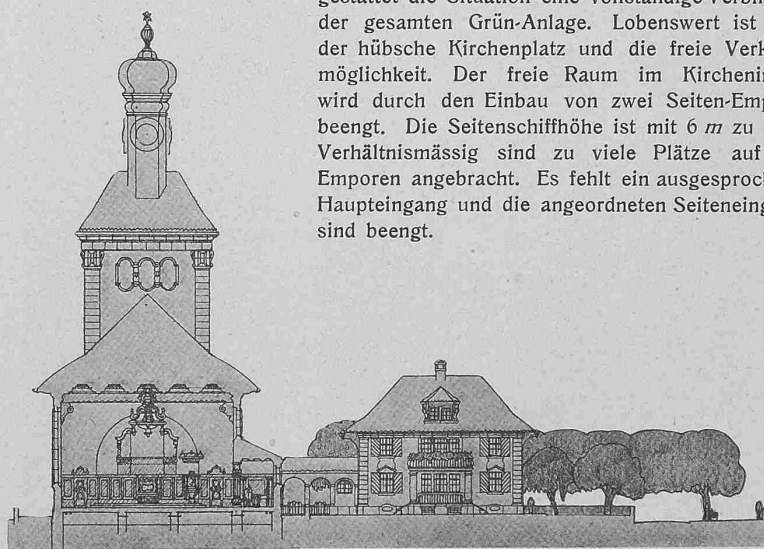 gestattet die Situation eine vollständige
der gesamten Grün-Anlage. Lobenswert ist
der hübsche Kirchenplatz und die freie
möglichkeit. Der freie Raum im
wird durch den Einbau von zwei
beengt. Die Seitenschiffhöhe ist mit 6 m zu
Verhältnismässig sind zu viele Plätze auf
Emporen angebracht. Es fehlt ein
Haupteingang und die angeordneten
sind beengt.